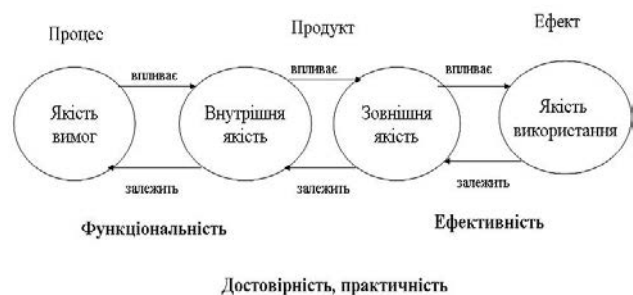 Процес
Продукт
Ефект
впливає
впливає
впливає
Якість
вимог
Внутрішня
якість
Зовнішня
якість
Якість
використання
залежить
залежить
залежить
Функціональність
Ефективність
Достовірність, практичність